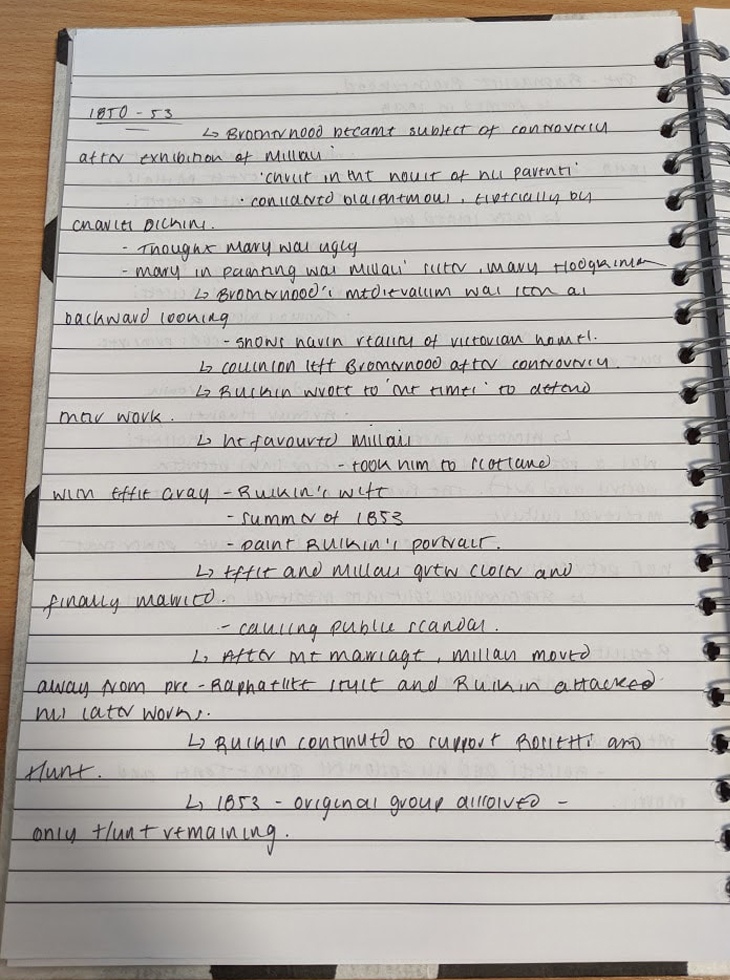 1850 - 53
↳ Brotherhood became subject of controversy
after exhibition of Millais'
'Christ in the house of his parents'
· considered blasphemous, especially by
Charles Dickins.
- Thought Mary was ugly
- Mary in painting was Millais' sister, Mary Hodgkinson
↳ Brotherhood's medievalism was seen as
backward looking
- shows harsh reality of victorian homes.
↳ Collinson left Brotherhood after controversy.
↳ Ruskin wrote to 'the times' to defend
their work.
↳ he favoured Millais
- took him to Scotland
with Effie Gray - Ruskin's wife
- summer of 1853
- paint Ruskin's portrait.
↳ Effie and Millais grew closer and
finally married.
- causing public scandal.
↳ After the marriage, Millais moved
away from pre-Raphaelite style and Ruskin attacked
his later works.
↳ Ruskin continued to support Rossetti and
Hunt.
↳ 1853 - original group dissolved -
only Hunt remaining.